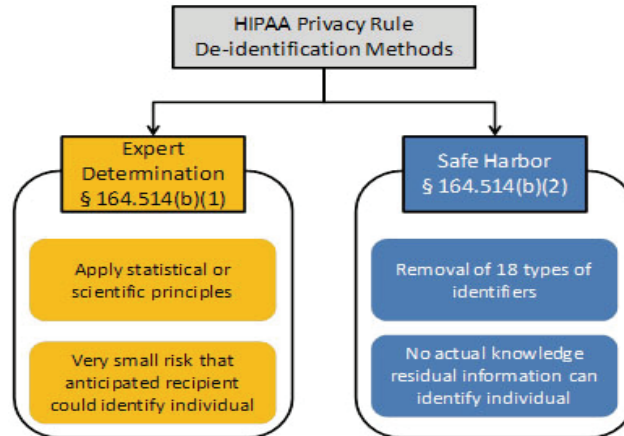 HIPAA Privacy Rule
De-identification Methods
Expert
Determination
§ 164.514(b)(1)
Apply statistical or
scientific principles
Very small risk that
anticipated recipient
could identify individual
Safe Harbor
§ 164.514(b)(2)
Removal of 18 types of
identifiers
No actual knowledge
residual information can
identify individual